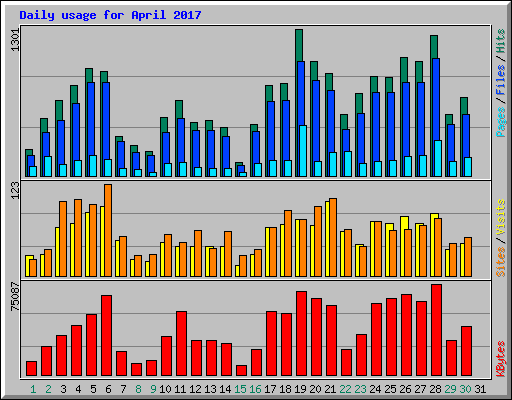 Daily usage for April 2017
1301
Pages / Files / Hits
123
Sites / Visits
75087
KBytes
1 2 3 4 5 6 7 8 9 10 11 12 13 14 15 16 17 18 19 20 21 22 23 24 25 26 27 28 29 30 31